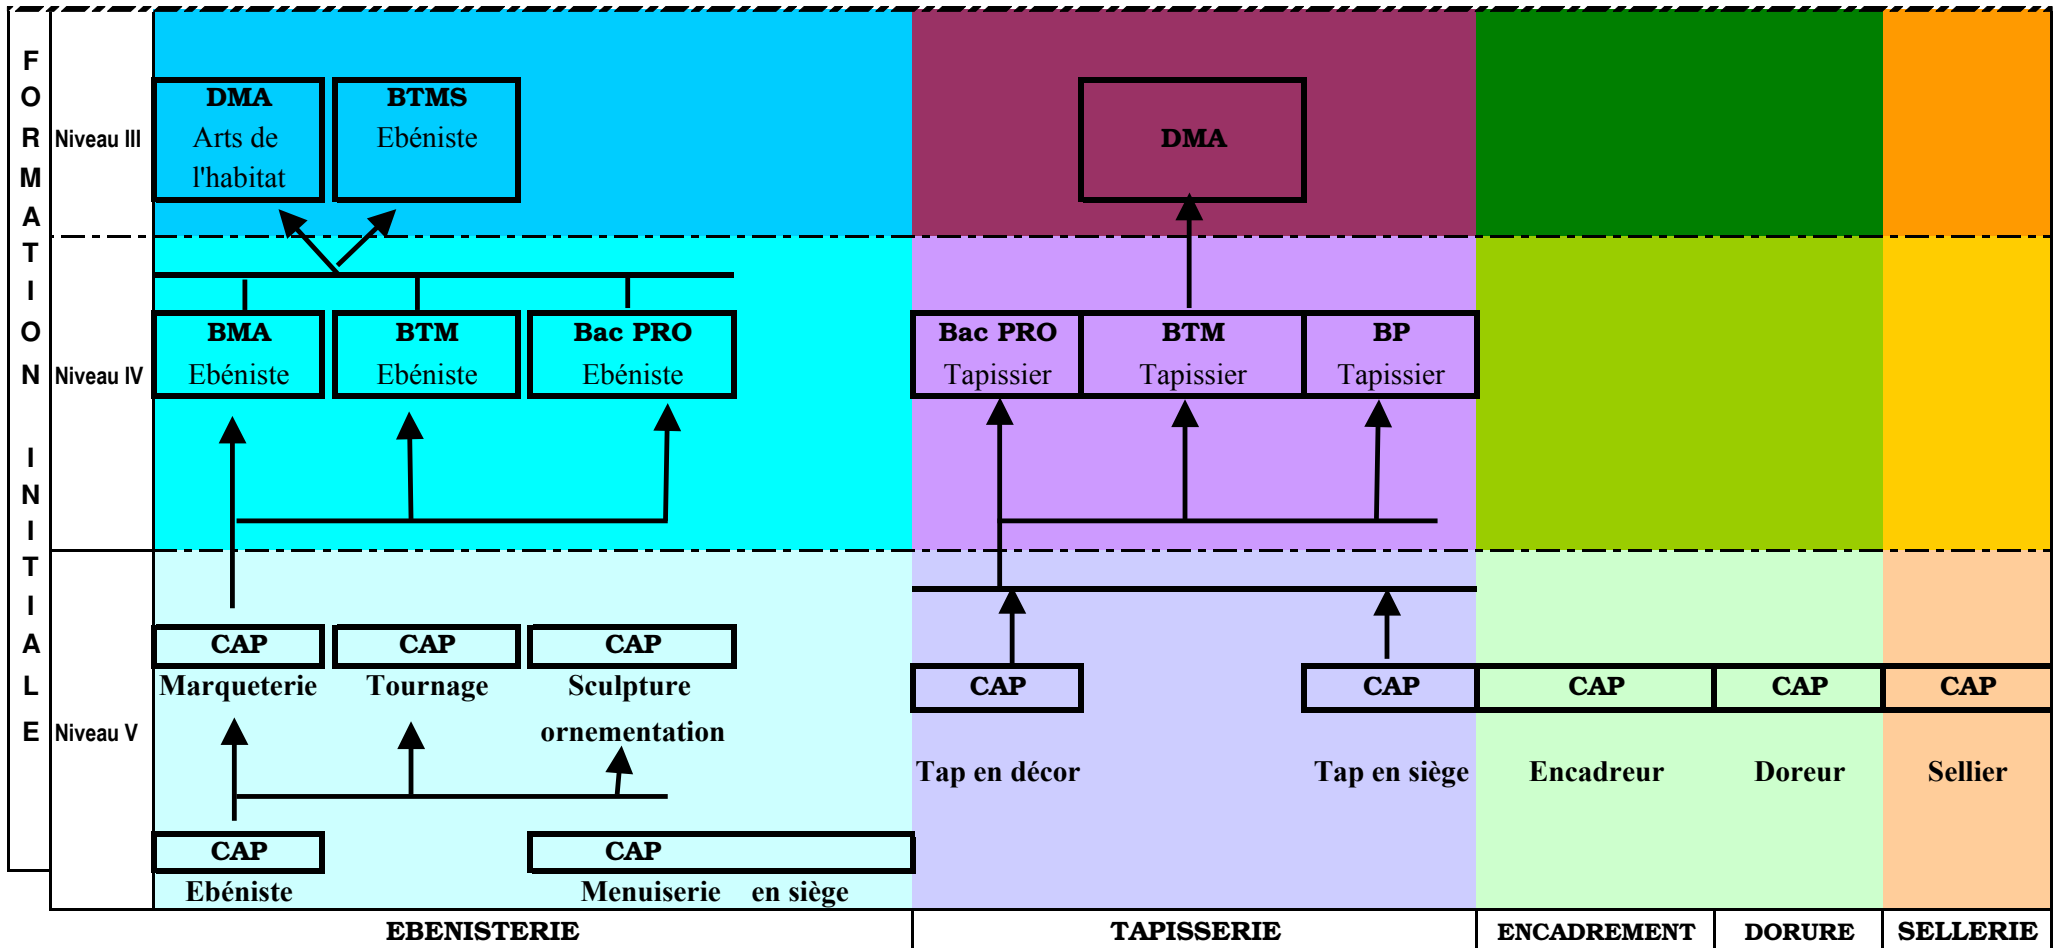 FORMATION INITIALE
Niveau III
DMA
Arts de
l'habitat
BTMS
Ebéniste
DMA
Niveau IV
BMA
Ebéniste
BTM
Ebéniste
Bac PRO
Ebéniste
Bac PRO
Tapissier
BTM
Tapissier
BP
Tapissier
Niveau V
CAP
Marqueterie
CAP
Tournage
CAP
Sculpture
ornementation
CAP
Tap en décor
CAP
Tap en siège
CAP
Encadreur
CAP
Doreur
CAP
Sellier
CAP
Ebéniste
CAP
Menuiserie en siège
EBENISTERIE
TAPISSERIE
ENCADREMENT
DORURE
SELLERIE